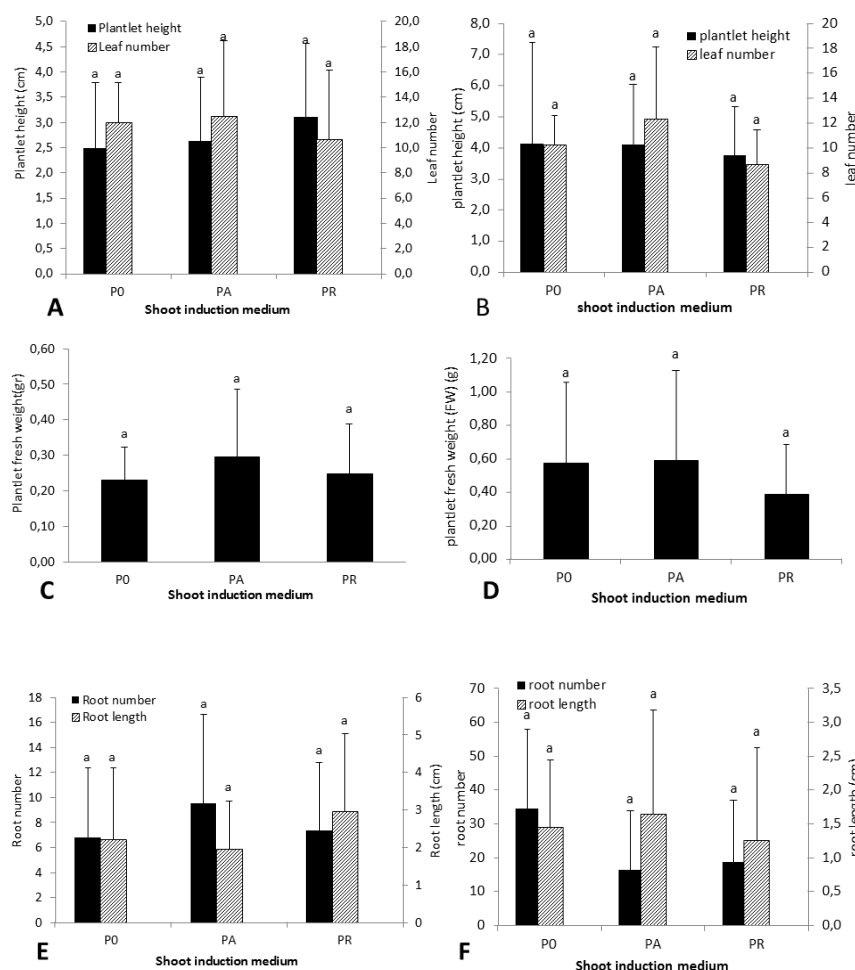 Plantlet height (cm)
5,0
4,5
4,0
3,5
3,0
2,5
2,0
1,5
1,0
0,5
0,0
Plantlet height
Leaf number
a a
a a
a a
20,0
18,0
16,0
14,0
12,0
10,0
8,0
6,0
4,0
2,0
0,0
Leaf number
P0 PA PR
A
Shoot induction medium
plantlet height (cm)
8,0
7,0
6,0
5,0
4,0
3,0
2,0
1,0
0,0
plantlet height
leaf number
a a
a a
a a
20
18
16
14
12
10
8
6
4
2
0
leaf number
P0 PA PR
B
shoot induction medium
Plantlet fresh weight(gr)
0,60
0,50
0,40
0,30
0,20
0,10
0,00
a a a
P0 PA PR
C
Shoot induction medium
plantlet fresh weight (FW) (g)
1,20
1,00
0,80
0,60
0,40
0,20
0,00
a a a
P0 PA PR
D
Shoot induction medium
Root number
18
16
14
12
10
8
6
4
2
0
Root number
Root length
a a
a a
a a
6
5
4
3
2
1
0
Root length (cm)
P0 PA PR
E
Shoot induction medium
root number
70
60
50
40
30
20
10
0
root number
root length
a a
a a
a a
3,5
3,0
2,5
2,0
1,5
1,0
0,5
0,0
root length (cm)
P0 PA PR
F
Shoot induction medium